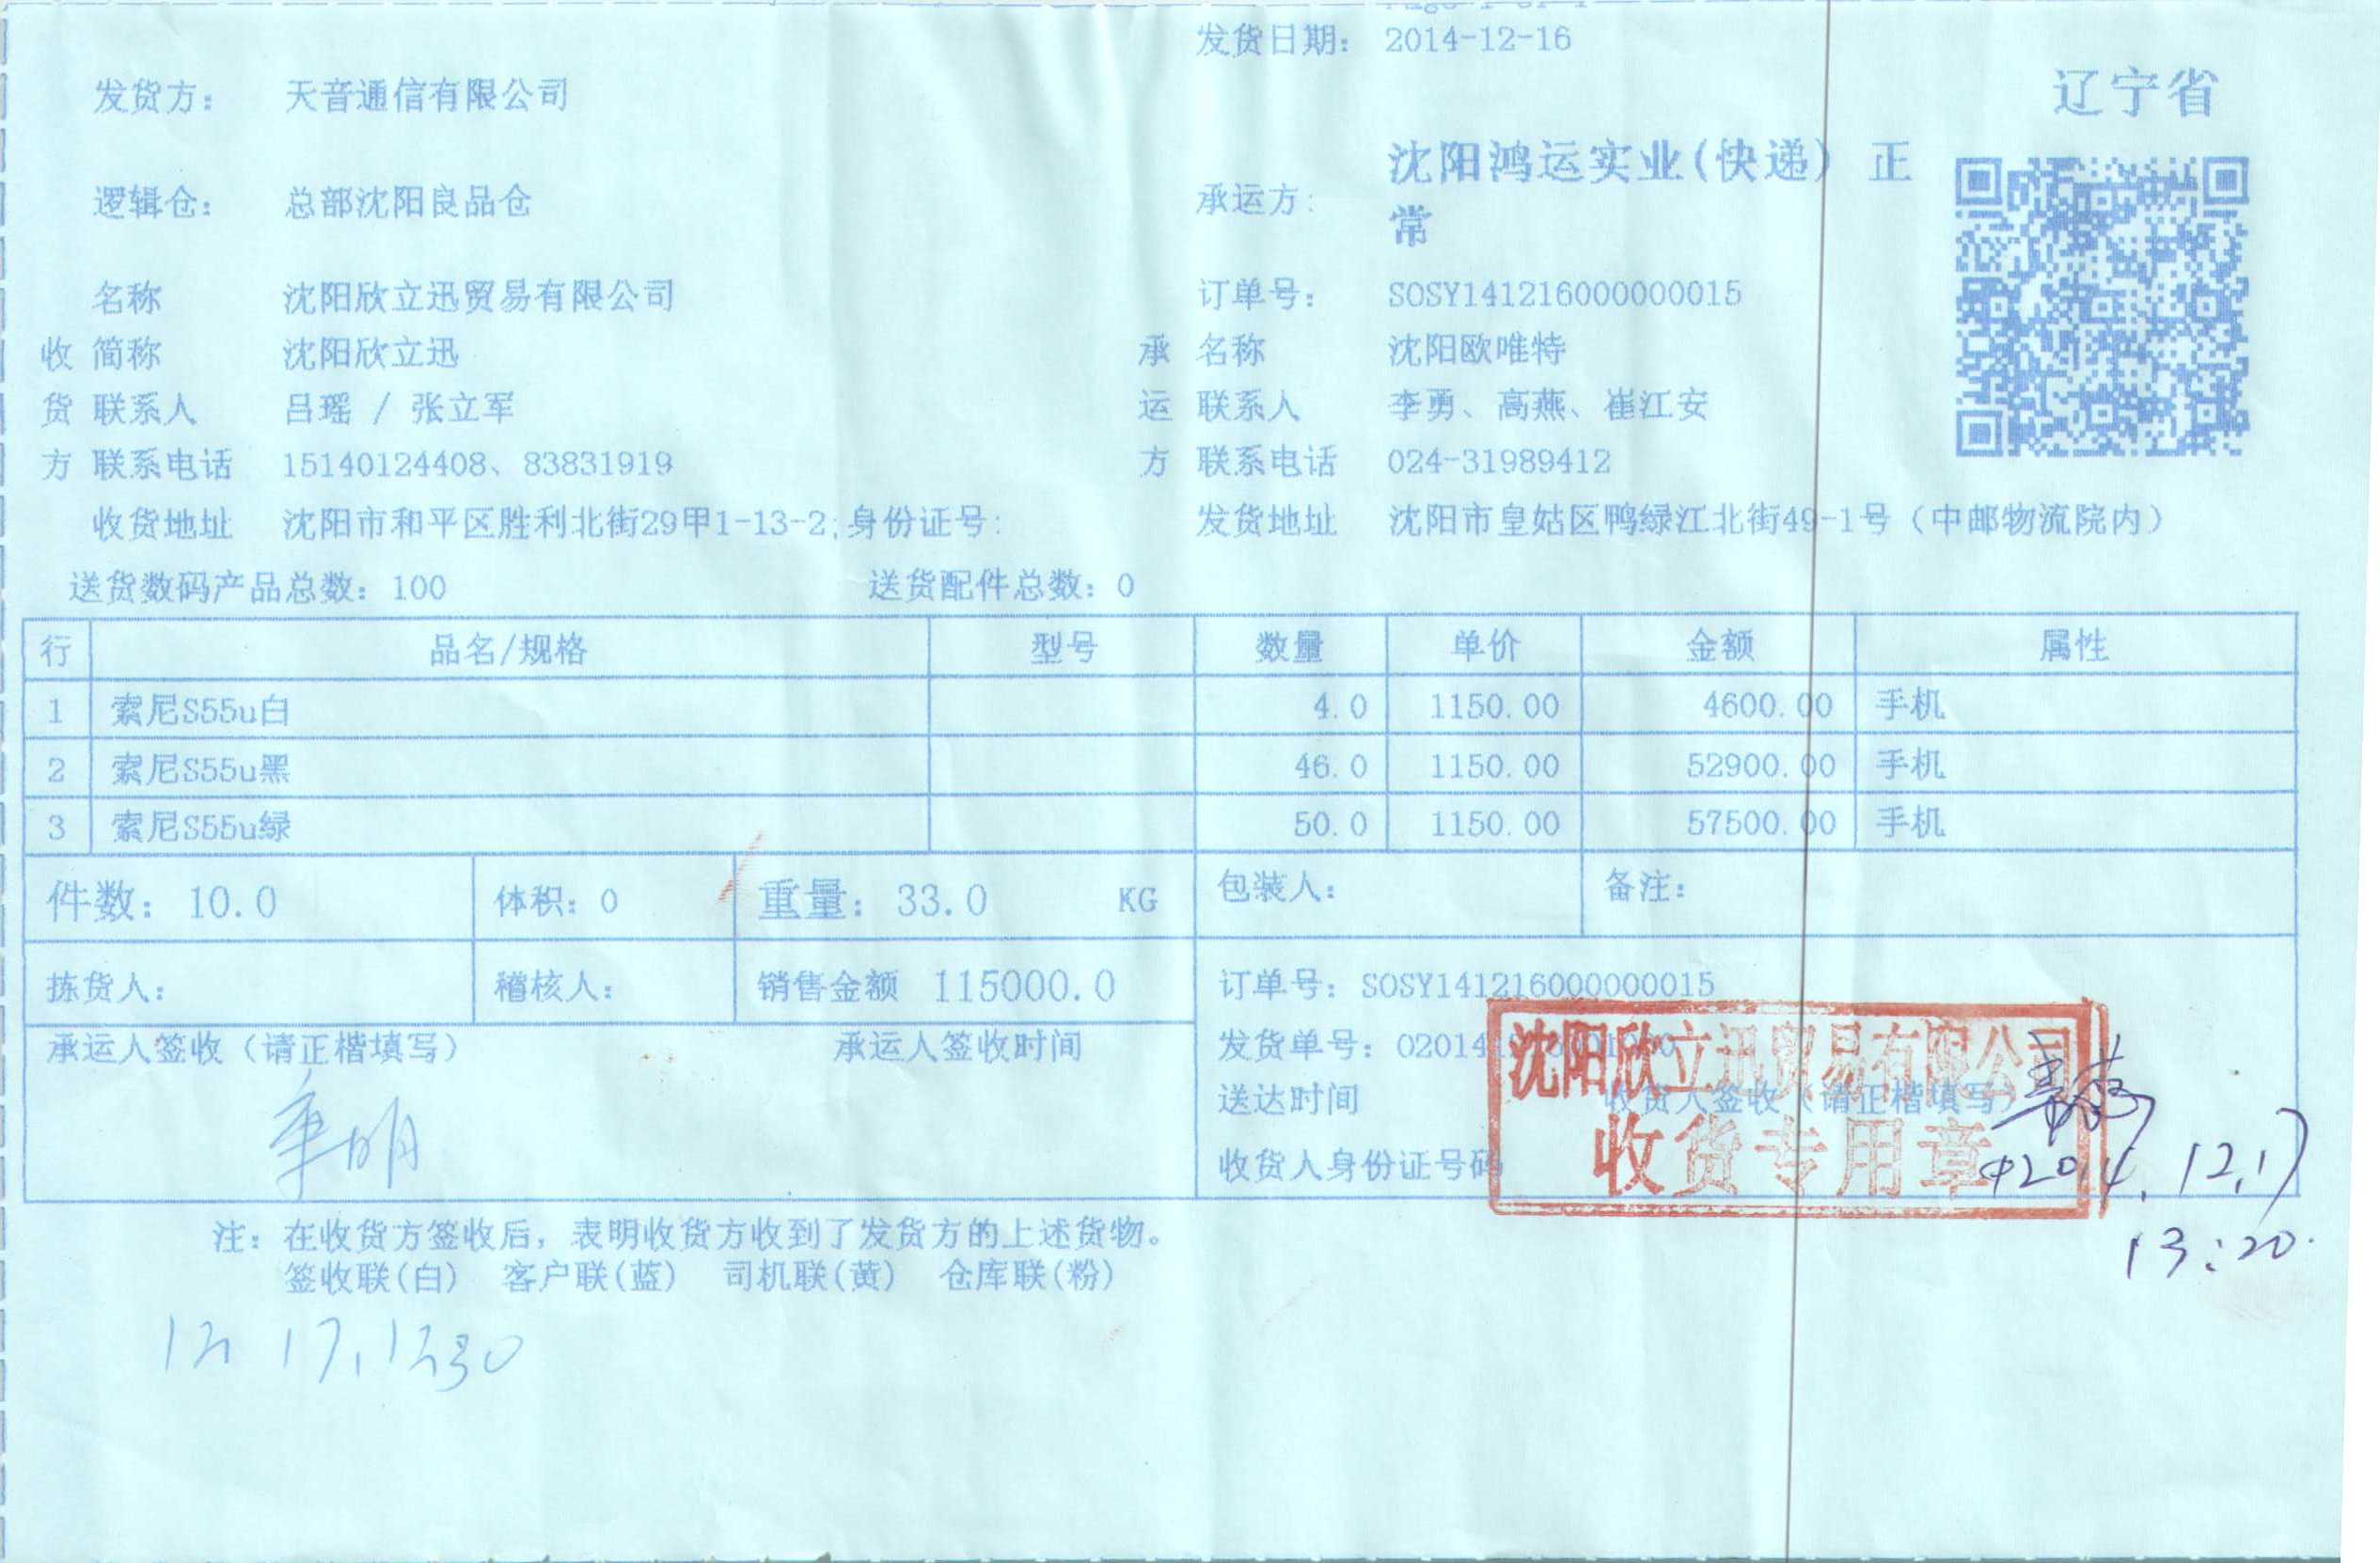 发货日期: 2014-12-16
辽宁省
发货方: 天音通信有限公司
逻辑仓: 总部沈阳良品仓
承运方: 沈阳鸿运实业(快递) 正常
名称 沈阳欣立迅贸易有限公司
订单号: SOSY141216000000015
收 简称 沈阳欣立迅
承 名称 沈阳欧唯特
货 联系人 吕瑶 / 张立军
运 联系人 李勇、高燕、崔江安
方 联系电话 15140124408、83831919
方 联系电话 024-31989412
收货地址 沈阳市和平区胜利北街29甲1-13-2;身份证号:
发货地址 沈阳市皇姑区鸭绿江北街49-1号（中邮物流院内）
送货数码产品总数: 100 送货配件总数: 0
行 品名/规格 型号 数量 单价 金额 属性
1 索尼S55u白 4.0 1150.00 4600.00 手机
2 索尼S55u黑 46.0 1150.00 52900.00 手机
3 索尼S55u绿 50.0 1150.00 57500.00 手机
件数: 10.0 体积: 0 重量: 33.0 KG 包装人: 备注:
拣货人: 稽核人: 销售金额 115000.0
订单号: SOSY141216000000015
承运人签收（请正楷填写） 承运人签收时间
发货单号:
沈阳欣立迅贸易有限公司
送达时间 收货人签收（请正楷填写）
收货专用章
收货人身份证号码
2014.12.17
13:20.
注: 在收货方签收后, 表明收货方收到了发货方的上述货物。
签收联(白) 客户联(蓝) 司机联(黄) 仓库联(粉)